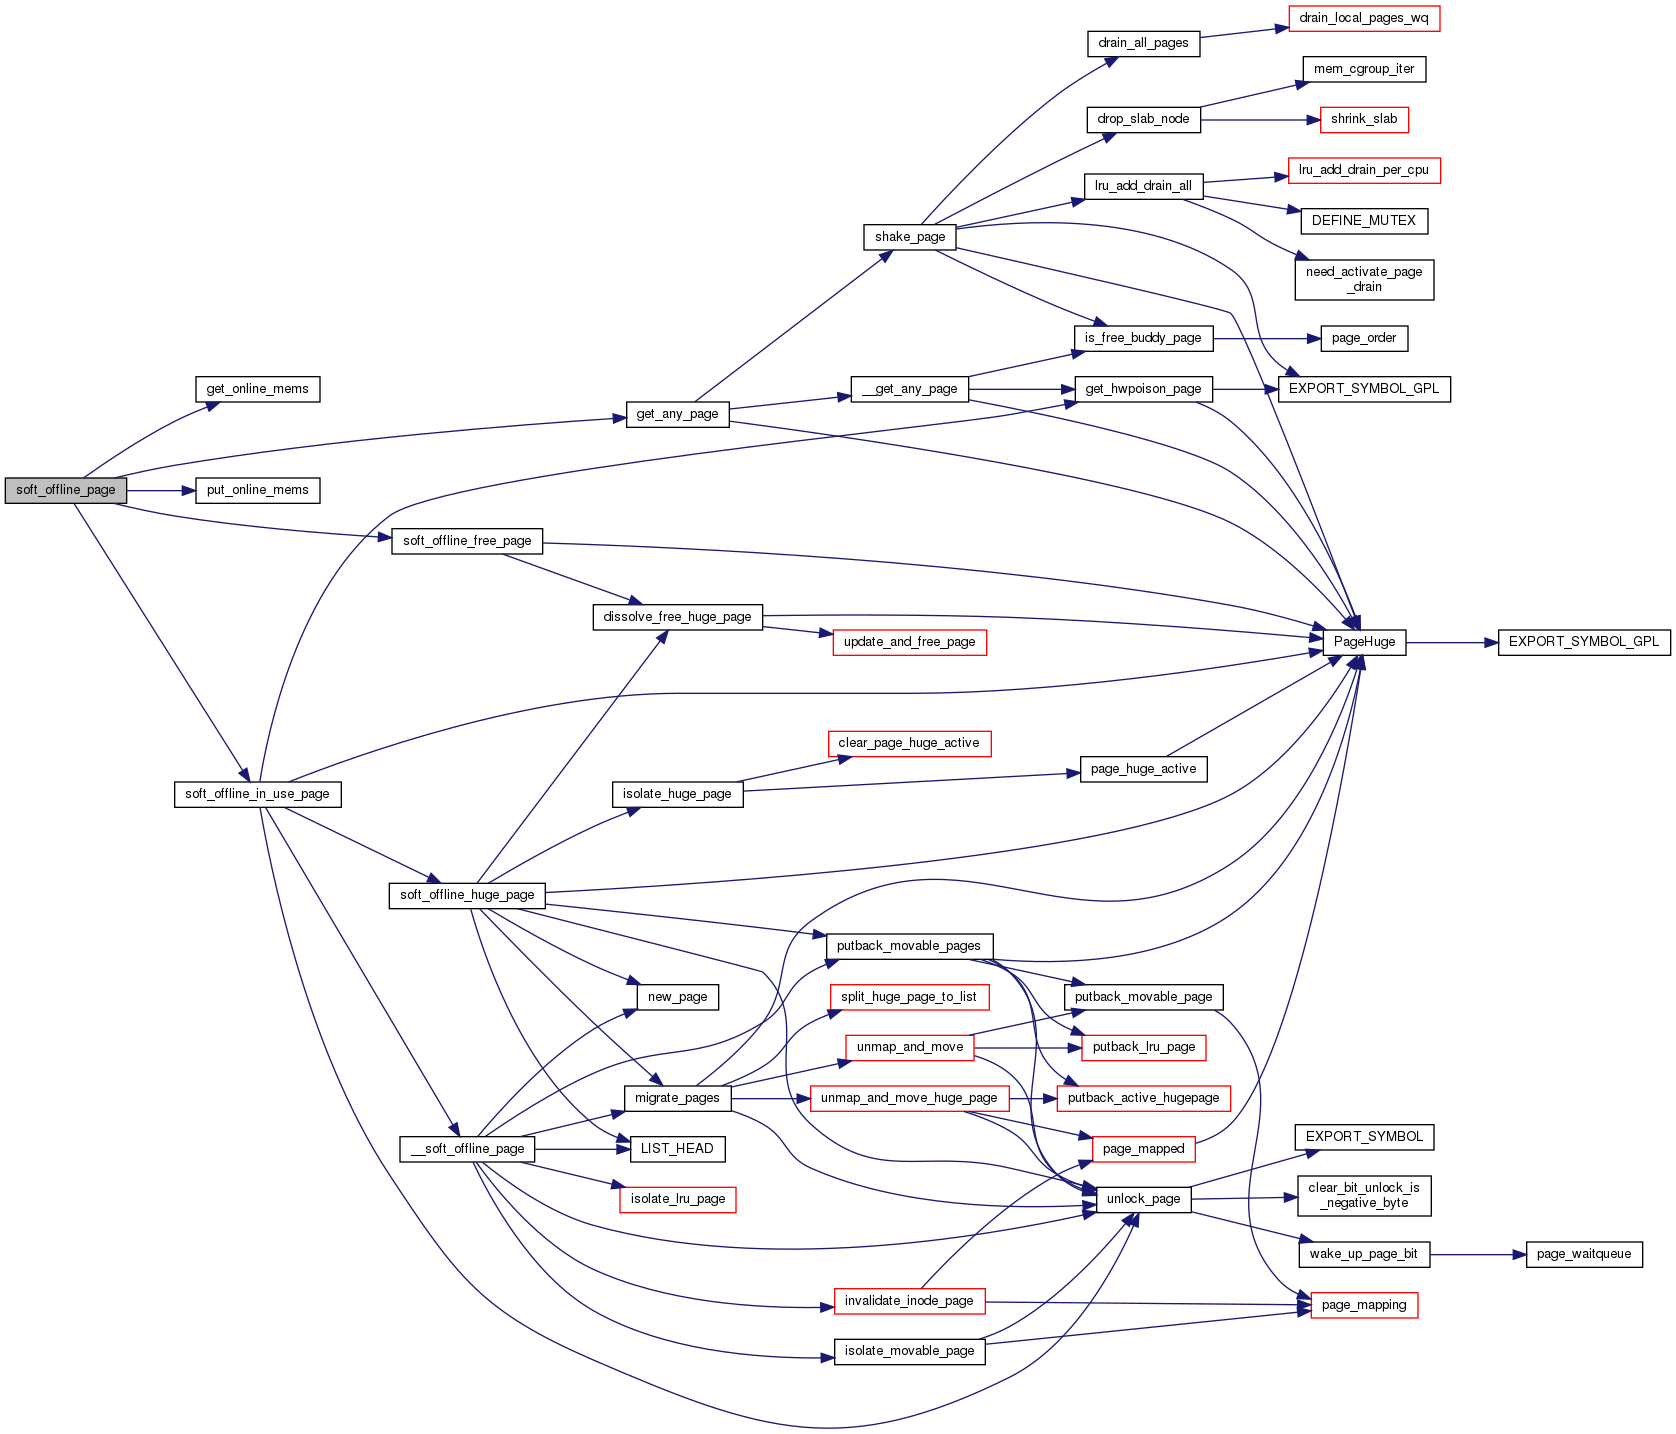 drain_local_pages_wq
drain_all_pages
mem_cgroup_iter
drop_slab_node
shrink_slab
lru_add_drain_per_cpu
lru_add_drain_all
DEFINE_MUTEX
shake_page
need_activate_page
_drain
is_free_buddy_page
page_order
get_online_mems
__get_any_page
get_hwpoison_page
EXPORT_SYMBOL_GPL
get_any_page
soft_offline_page
put_online_mems
soft_offline_free_page
dissolve_free_huge_page
update_and_free_page
PageHuge
EXPORT_SYMBOL_GPL
clear_page_huge_active
page_huge_active
soft_offline_in_use_page
isolate_huge_page
soft_offline_huge_page
putback_movable_pages
new_page
split_huge_page_to_list
putback_movable_page
unmap_and_move
putback_lru_page
migrate_pages
unmap_and_move_huge_page
putback_active_hugepage
__soft_offline_page
LIST_HEAD
page_mapped
EXPORT_SYMBOL
isolate_lru_page
unlock_page
clear_bit_unlock_is
_negative_byte
wake_up_page_bit
page_waitqueue
invalidate_inode_page
page_mapping
isolate_movable_page